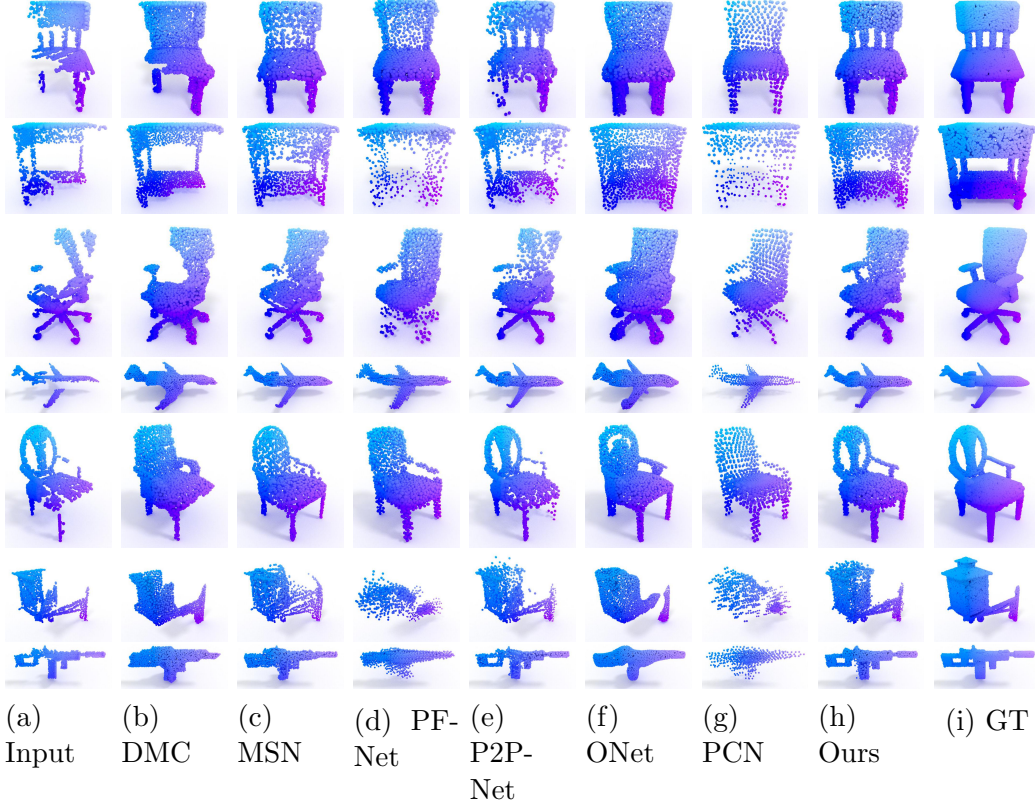 (a) Input
(b) DMC
(c) MSN
(d) PF-
Net
(e) P2P-
Net
(f) ONet
(g) PCN
(h) Ours
(i) GT